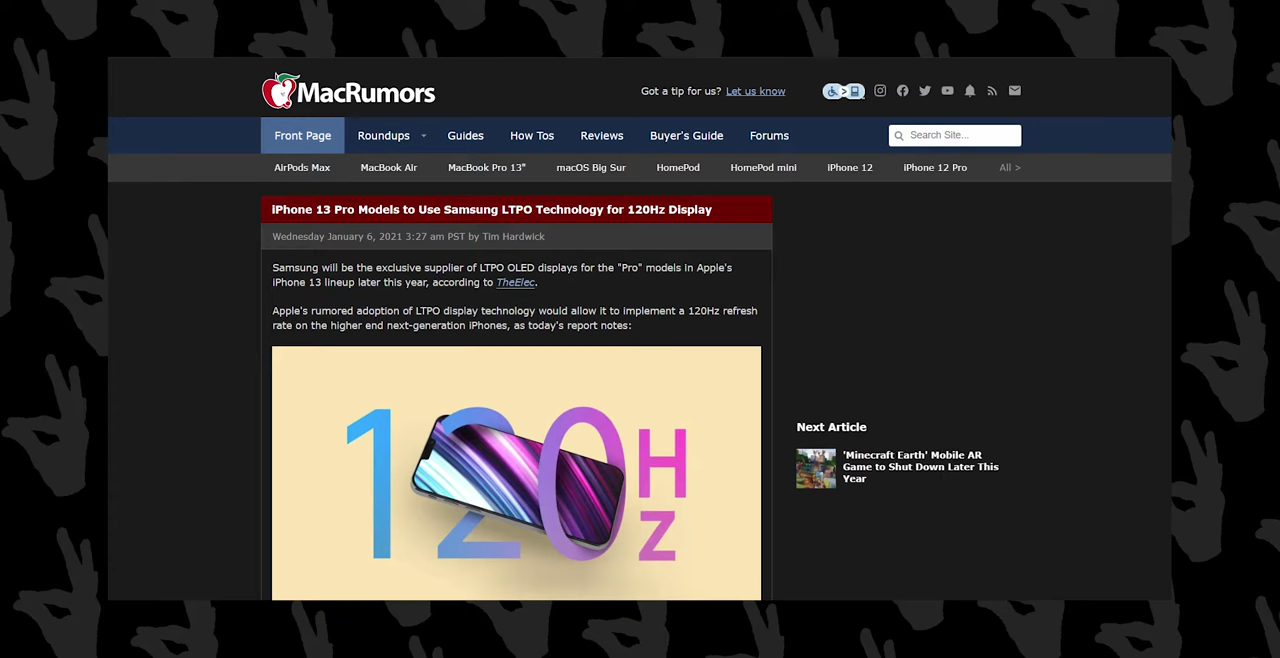 MacRumors
Got a tip for us? Let us know
Front Page Roundups Guides How Tos Reviews Buyer's Guide Forums Search Site...
AirPods Max MacBook Air MacBook Pro 13" macOS Big Sur HomePod HomePod mini iPhone 12 iPhone 12 Pro All >
iPhone 13 Pro Models to Use Samsung LTPO Technology for 120Hz Display
Wednesday January 6, 2021 3:27 am PST by Tim Hardwick
Samsung will be the exclusive supplier of LTPO OLED displays for the "Pro" models in Apple's
iPhone 13 lineup later this year, according to TheElec.
Apple's rumored adoption of LTPO display technology would allow it to implement a 120Hz refresh
rate on the higher end next-generation iPhones, as today's report notes:
120Hz
Next Article
'Minecraft Earth' Mobile AR
Game to Shut Down Later This
Year